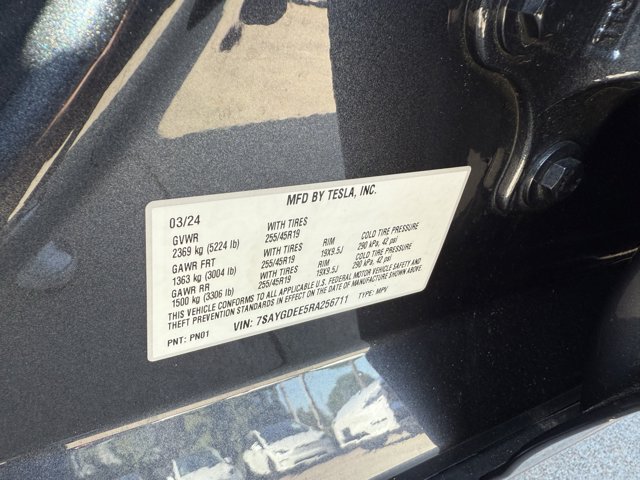 MFD BY TESLA, INC.
03/24
GVWR WITH TIRES
2369 kg (5224 lb) 255/45R19 RIM COLD TIRE PRESSURE
GAWR FRT WITH TIRES 19X9.5J 290 kPa, 42 psi
1363 kg (3004 lb) 255/45R19 RIM COLD TIRE PRESSURE
GAWR RR WITH TIRES 19X9.5J 290 kPa, 42 psi
1500 kg (3306 lb) 255/45R19
THIS VEHICLE CONFORMS TO ALL APPLICABLE U.S. FEDERAL MOTOR VEHICLE SAFETY AND
THEFT PREVENTION STANDARDS IN EFFECT ON THE DATE OF MANUFACTURE SHOWN ABOVE.
VIN: 7SAYGDEE5RA256711 TYPE: MPV
PNT: PN01